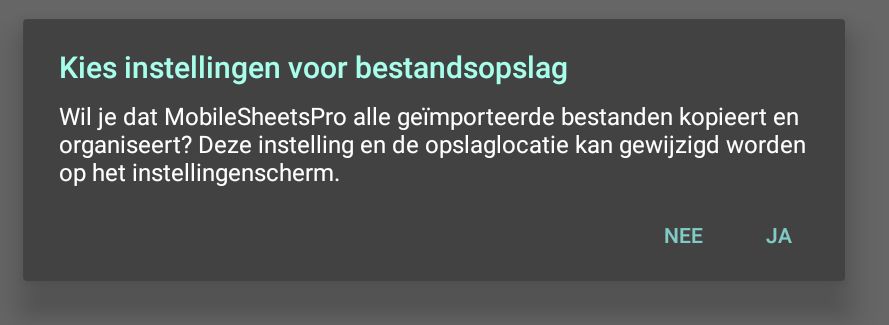 Kies instellingen voor bestandsopslag
Wil je dat MobileSheetsPro alle geïmporteerde bestanden kopieert en
organiseert? Deze instelling en de opslaglocatie kan gewijzigd worden
op het instellingenscherm.
NEE JA